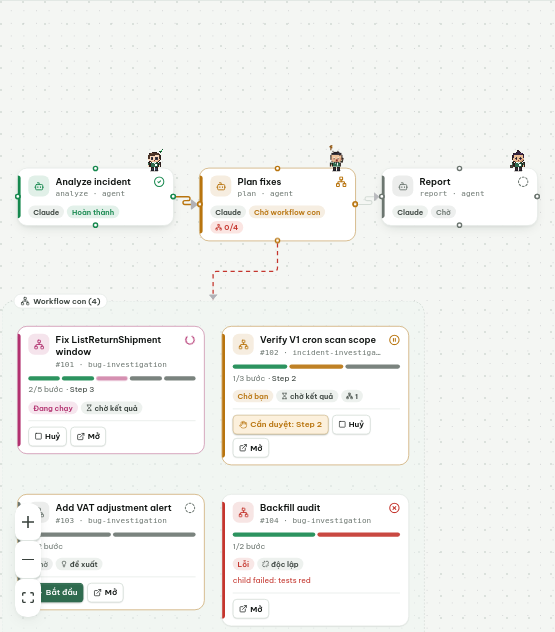 Analyze incident
analyze · agent
Claude Hoàn thành
Plan fixes
plan · agent
Claude Chờ workflow con
0/4
Report
report · agent
Claude Chờ
Workflow con (4)
Fix ListReturnShipment
window
#101 · bug-investigation
2/5 bước · Step 3
Đang chạy chờ kết quả
Huỷ Mở
Verify V1 cron scan scope
#102 · incident-investiga…
1/3 bước · Step 2
Chờ bạn chờ kết quả 1
Cần duyệt: Step 2 Huỷ
Mở
Add VAT adjustment alert
#103 · bug-investigation
bước
đề xuất
Bắt đầu Mở
Backfill audit
#104 · bug-investigation
1/2 bước
Lỗi độc lập
child failed: tests red
Mở